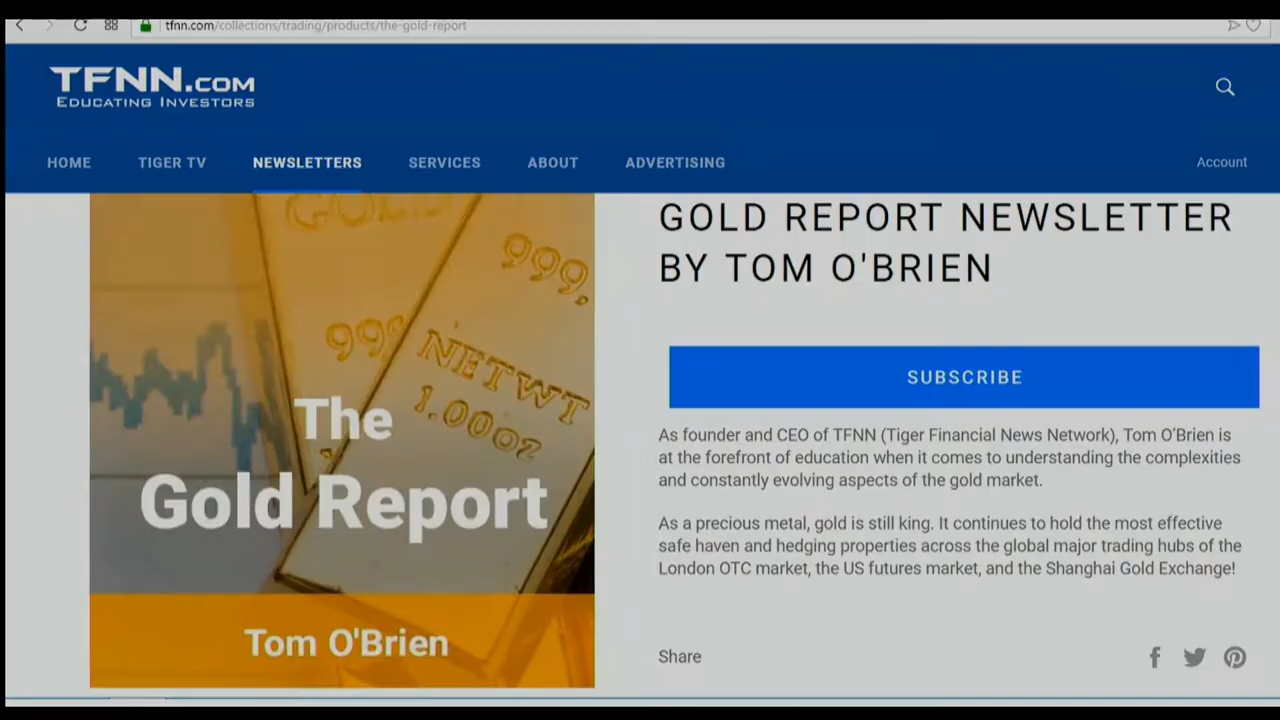 tfnn.com/collections/trading/products/the-gold-report
TFNN.COM
EDUCATING INVESTORS
HOME
TIGER TV
NEWSLETTERS
SERVICES
ABOUT
ADVERTISING
Account
GOLD
999.
999
NETWT
1.00oz
The
Gold Report
Tom O'Brien
GOLD REPORT NEWSLETTER
BY TOM O'BRIEN
SUBSCRIBE
As founder and CEO of TFNN (Tiger Financial News Network), Tom O’Brien is
at the forefront of education when it comes to understanding the complexities
and constantly evolving aspects of the gold market.
As a precious metal, gold is still king. It continues to hold the most effective
safe haven and hedging properties across the global major trading hubs of the
London OTC market, the US futures market, and the Shanghai Gold Exchange!
Share